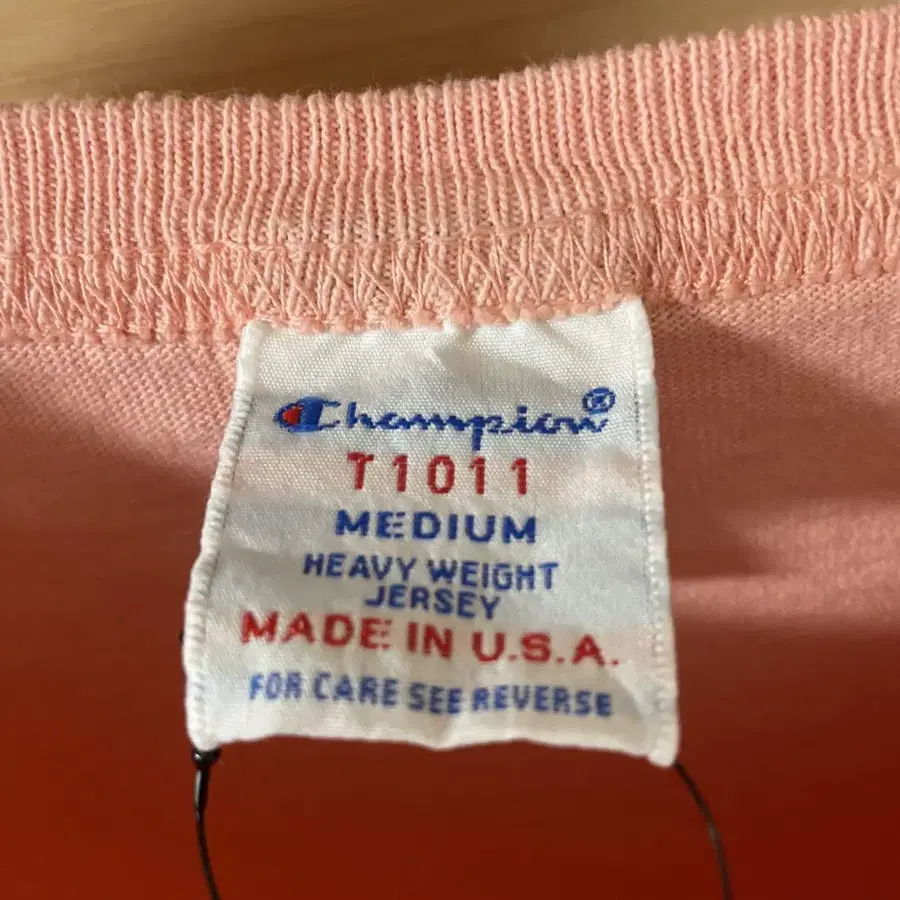 Champion®
T1011
MEDIUM
HEAVY WEIGHT
JERSEY
MADE IN U.S.A.
FOR CARE SEE REVERSE